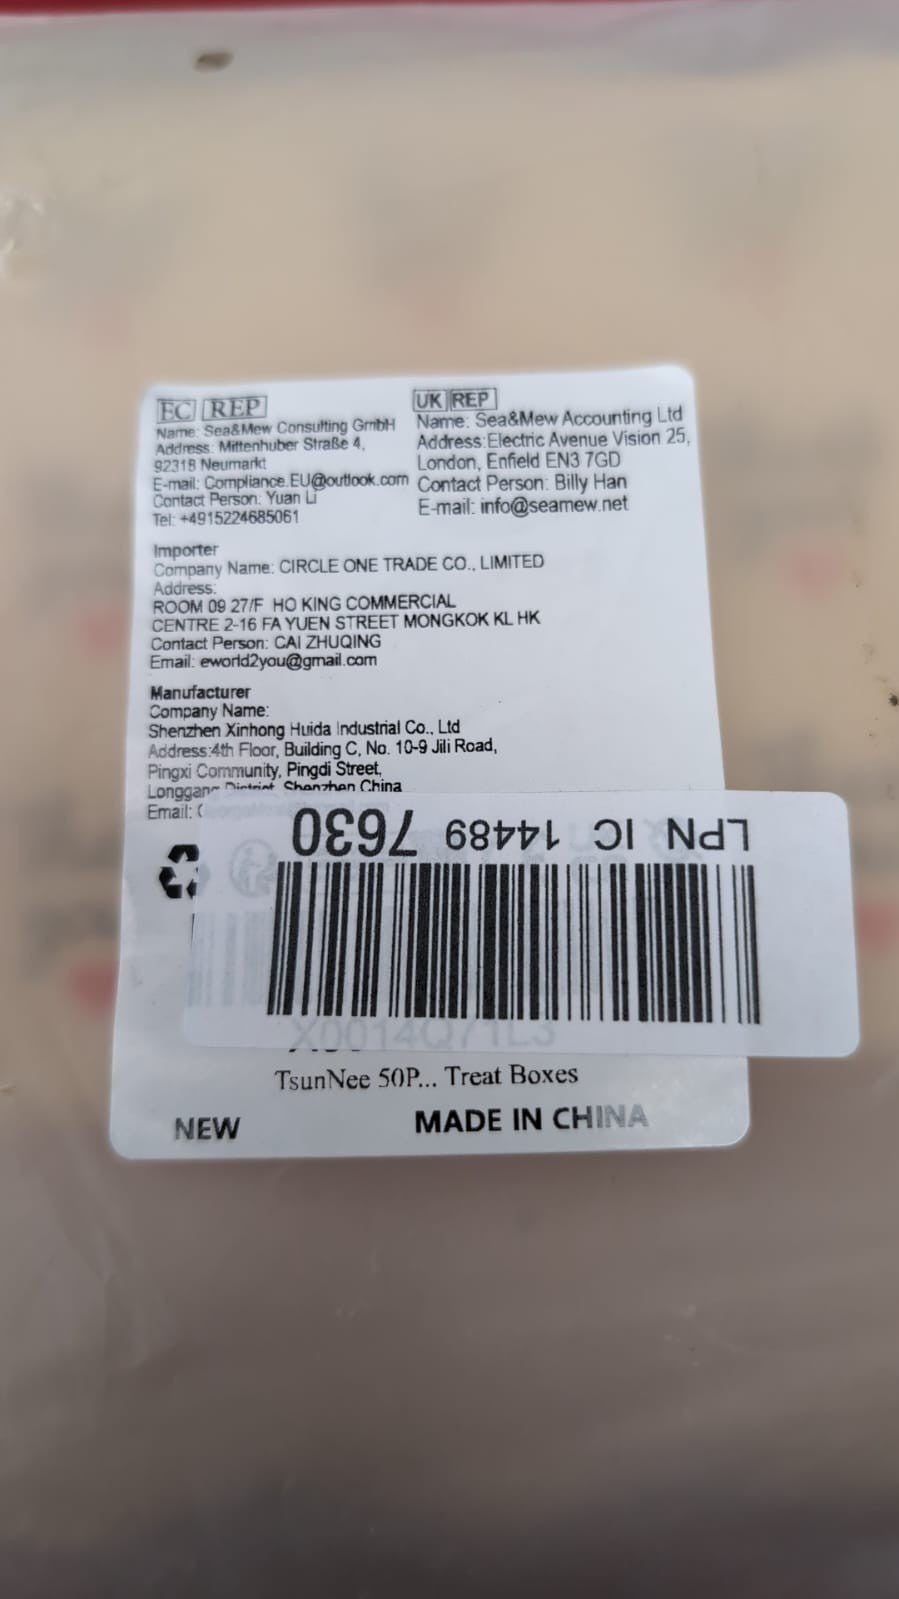 EC REP
Name: Sea&Mew Consulting GmbH
Address: Mittenhuber Straße 4,
92318 Neumarkt
E-mail: Compliance.EU@outlook.com
Contact Person: Yuan Li
Tel: +4915224685061
UK REP
Name: Sea&Mew Accounting Ltd
Address:Electric Avenue Vision 25,
London, Enfield EN3 7GD
Contact Person: Billy Han
E-mail: info@seamew.net
Importer
Company Name: CIRCLE ONE TRADE CO., LIMITED
Address:
ROOM 09 27/F HO KING COMMERCIAL
CENTRE 2-16 FA YUEN STREET MONGKOK KL HK
Contact Person: CAI ZHUQING
Email: eworld2you@gmail.com
Manufacturer
Company Name:
Shenzhen Xinhong Huida Industrial Co., Ltd
Address:4th Floor, Building C, No. 10-9 Jili Road,
Pingxi Community, Pingdi Street,
Longgang District, Shenzhen China
Email:
LPN IC 14489 7630
X0014Q71L3
TsunNee 50P... Treat Boxes
NEW
MADE IN CHINA